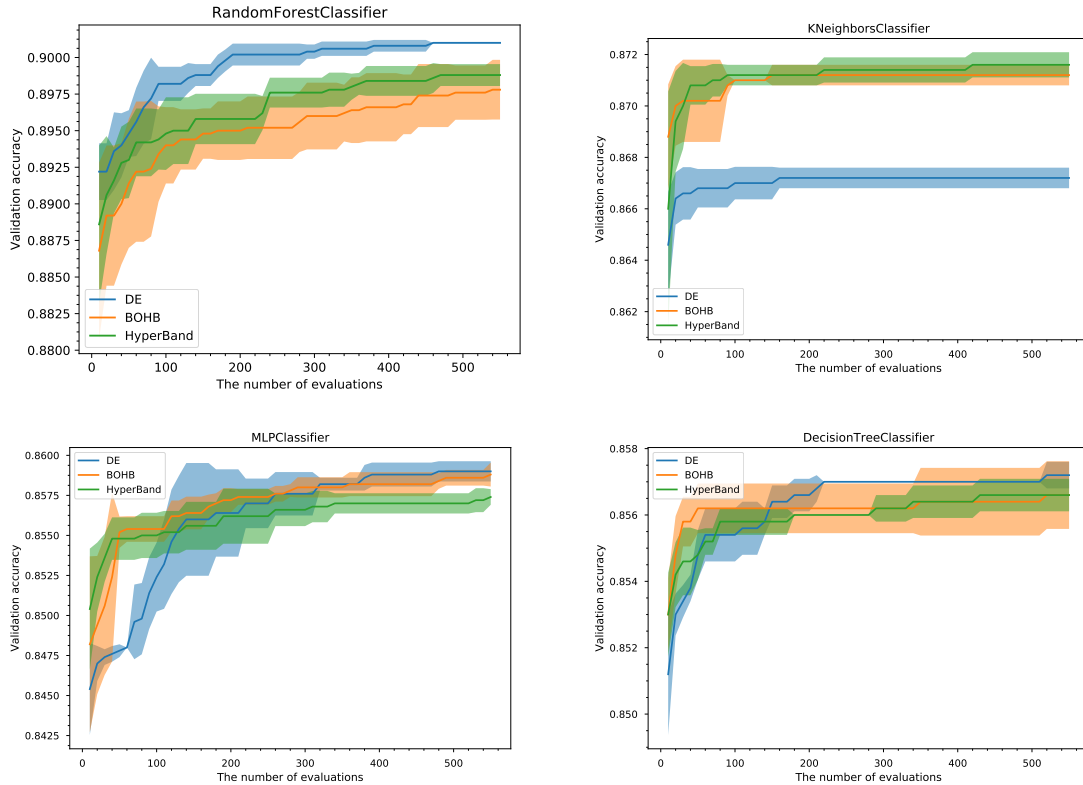 RandomForestClassifier
Validation accuracy
0.9000
0.8975
0.8950
0.8925
0.8900
0.8875
0.8850
0.8825
0.8800
DE
BOHB
HyperBand
0 100 200 300 400 500
The number of evaluations
KNeighborsClassifier
Validation accuracy
0.872
0.870
0.868
0.866
0.864
0.862
DE
BOHB
HyperBand
0 100 200 300 400 500
The number of evaluations
MLPClassifier
Validation accuracy
0.8600
0.8575
0.8550
0.8525
0.8500
0.8475
0.8450
0.8425
DE
BOHB
HyperBand
0 100 200 300 400 500
The number of evaluations
DecisionTreeClassifier
Validation accuracy
0.858
0.856
0.854
0.852
0.850
DE
BOHB
HyperBand
0 100 200 300 400 500
The number of evaluations